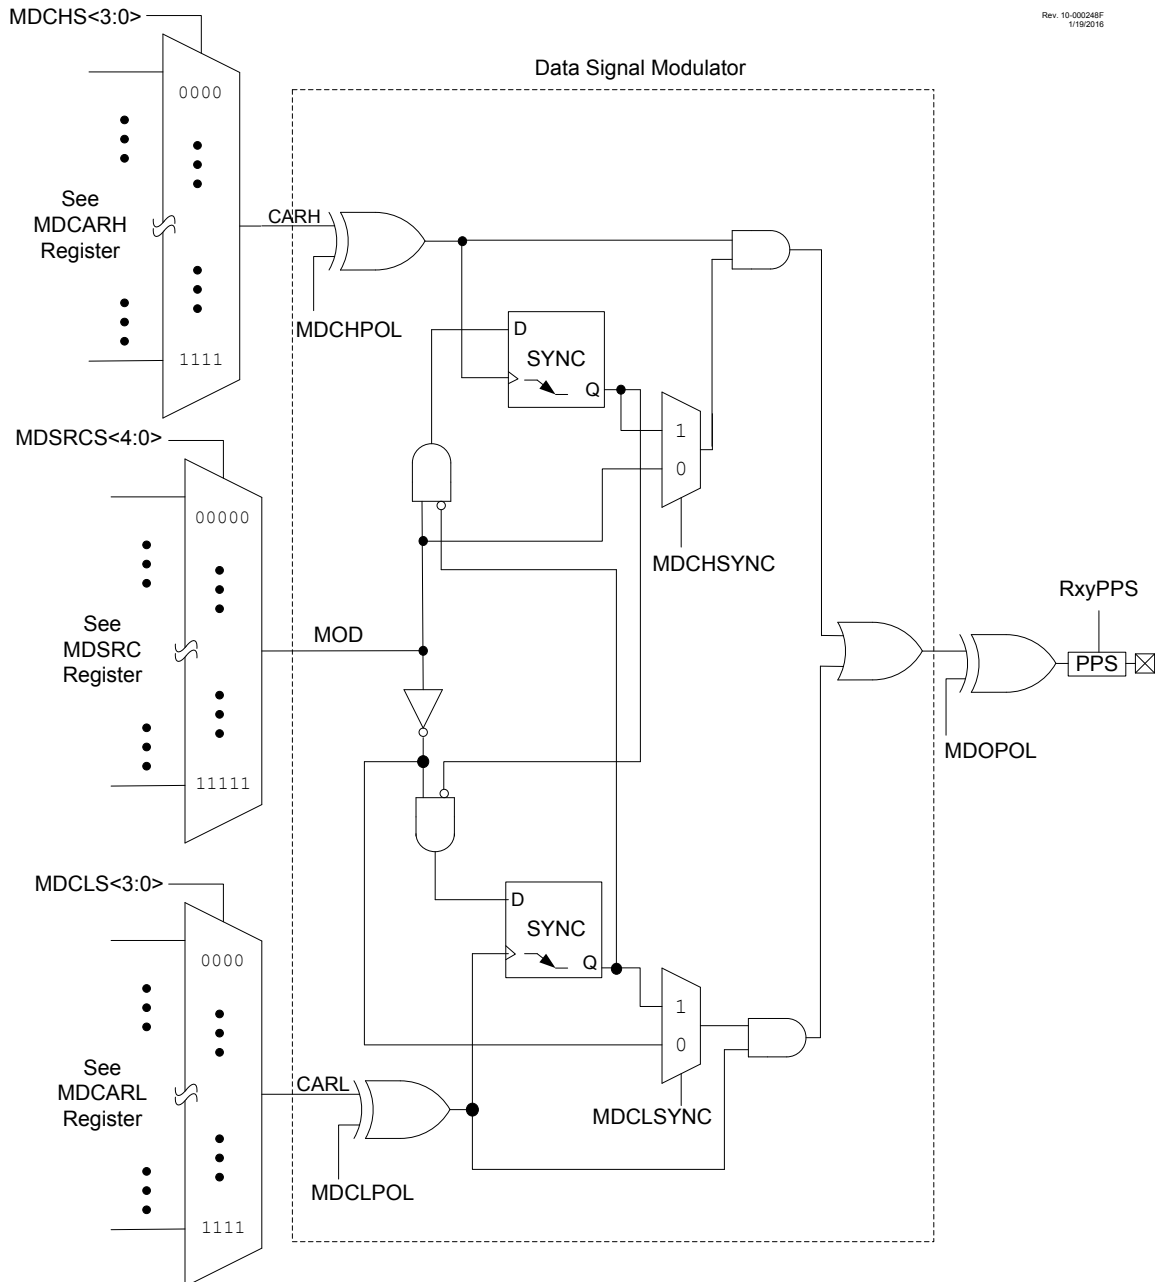 MDCHS<3:0>
Rev. 10-000248F
1/19/2016
Data Signal Modulator
0000
See
MDCARH
Register
CARH
MDCHPOL
D
SYNC
Q
1111
1
0
MDSRCS<4:0>
00000
MDCHSYNC
RxyPPS
See
MDSRC
Register
MOD
PPS
MDOPOL
11111
MDCLS<3:0>
D
SYNC
Q
0000
1
0
See
MDCARL
Register
CARL
MDCLSYNC
MDCLPOL
1111